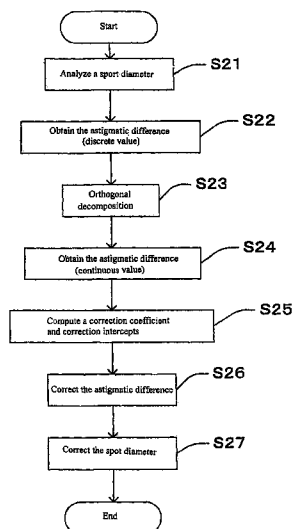 Start
Analyze a sport diameter
S21
Obtain the astigmatic difference
(discrete value)
S22
Orthogonal
decomposition
S23
Obtain the astigmatic difference
(continuous value)
S24
Compute a correction coefficient
and correction intercepts
S25
Correct the astigmatic difference
S26
Correct the spot diameter
S27
End